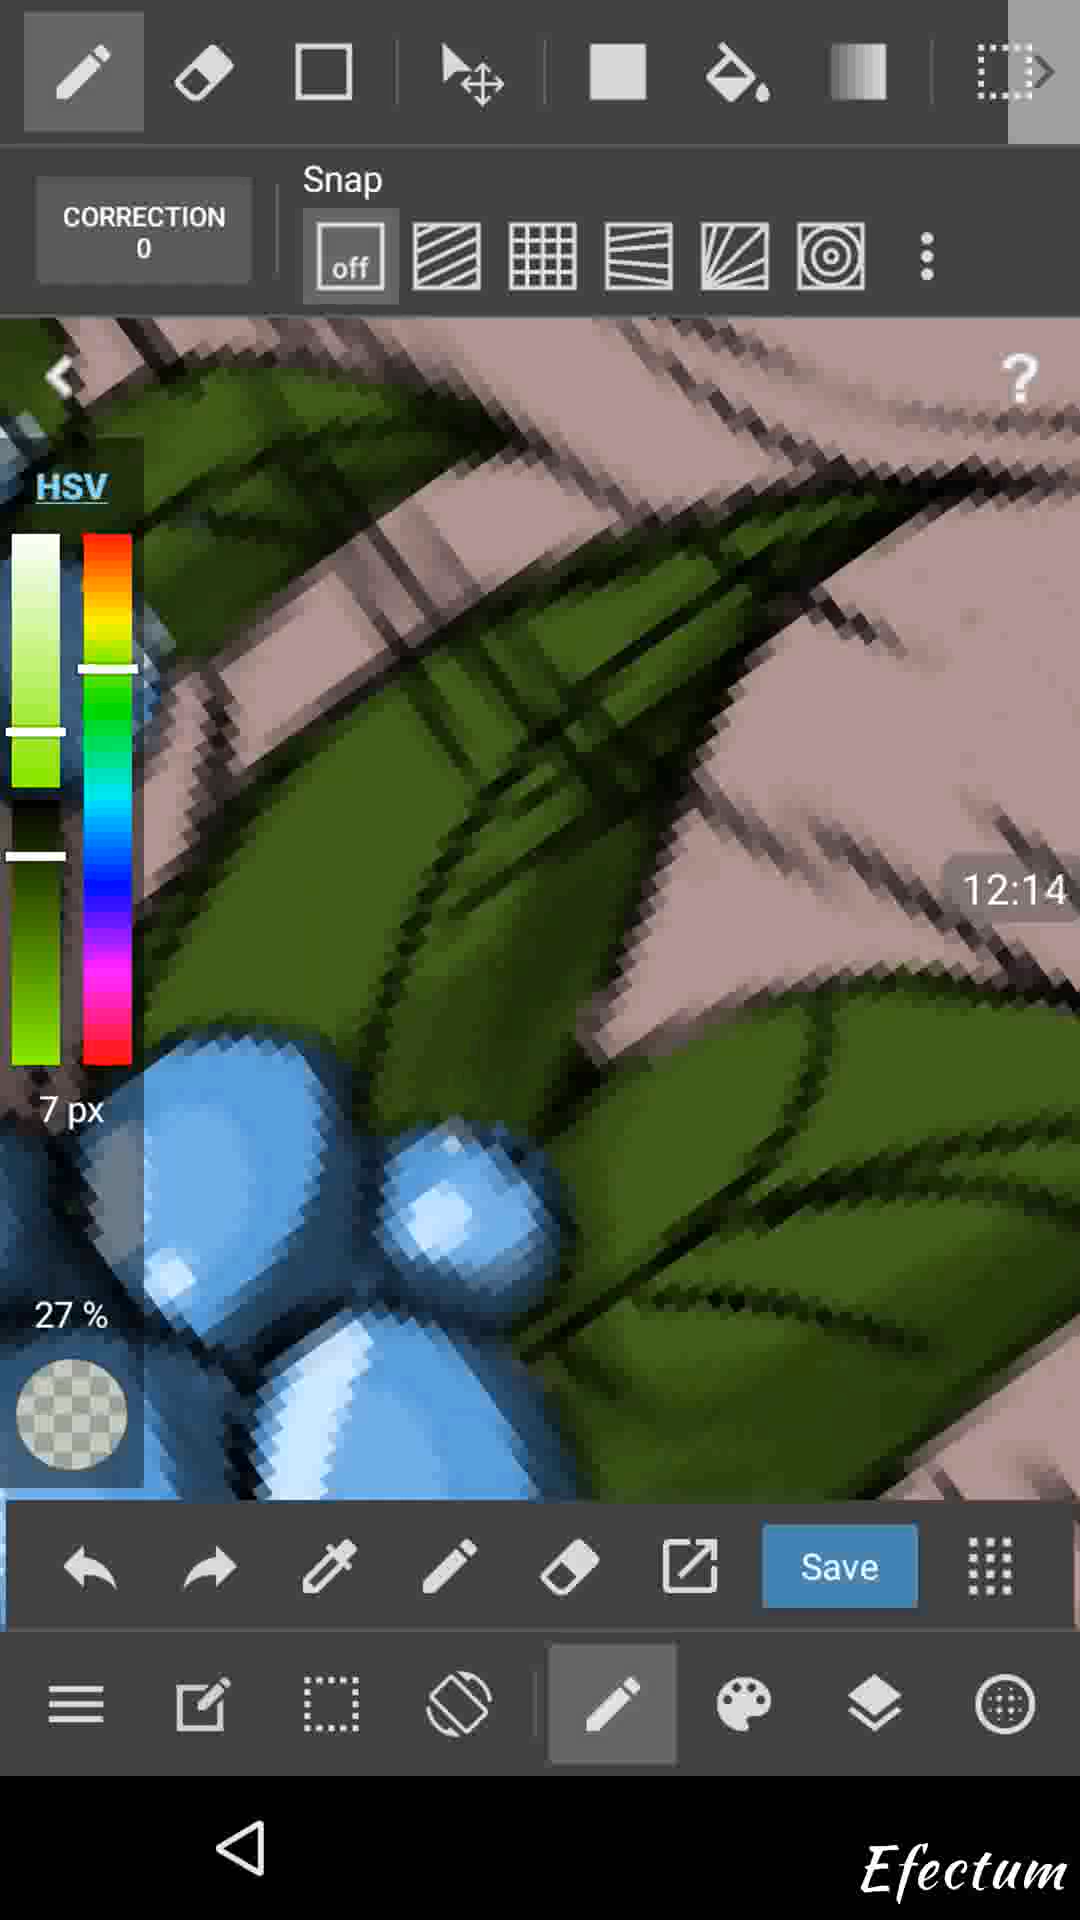 CORRECTION
0
Snap
off
?
HSV
12:14
7 px
27 %
Save
Efectum